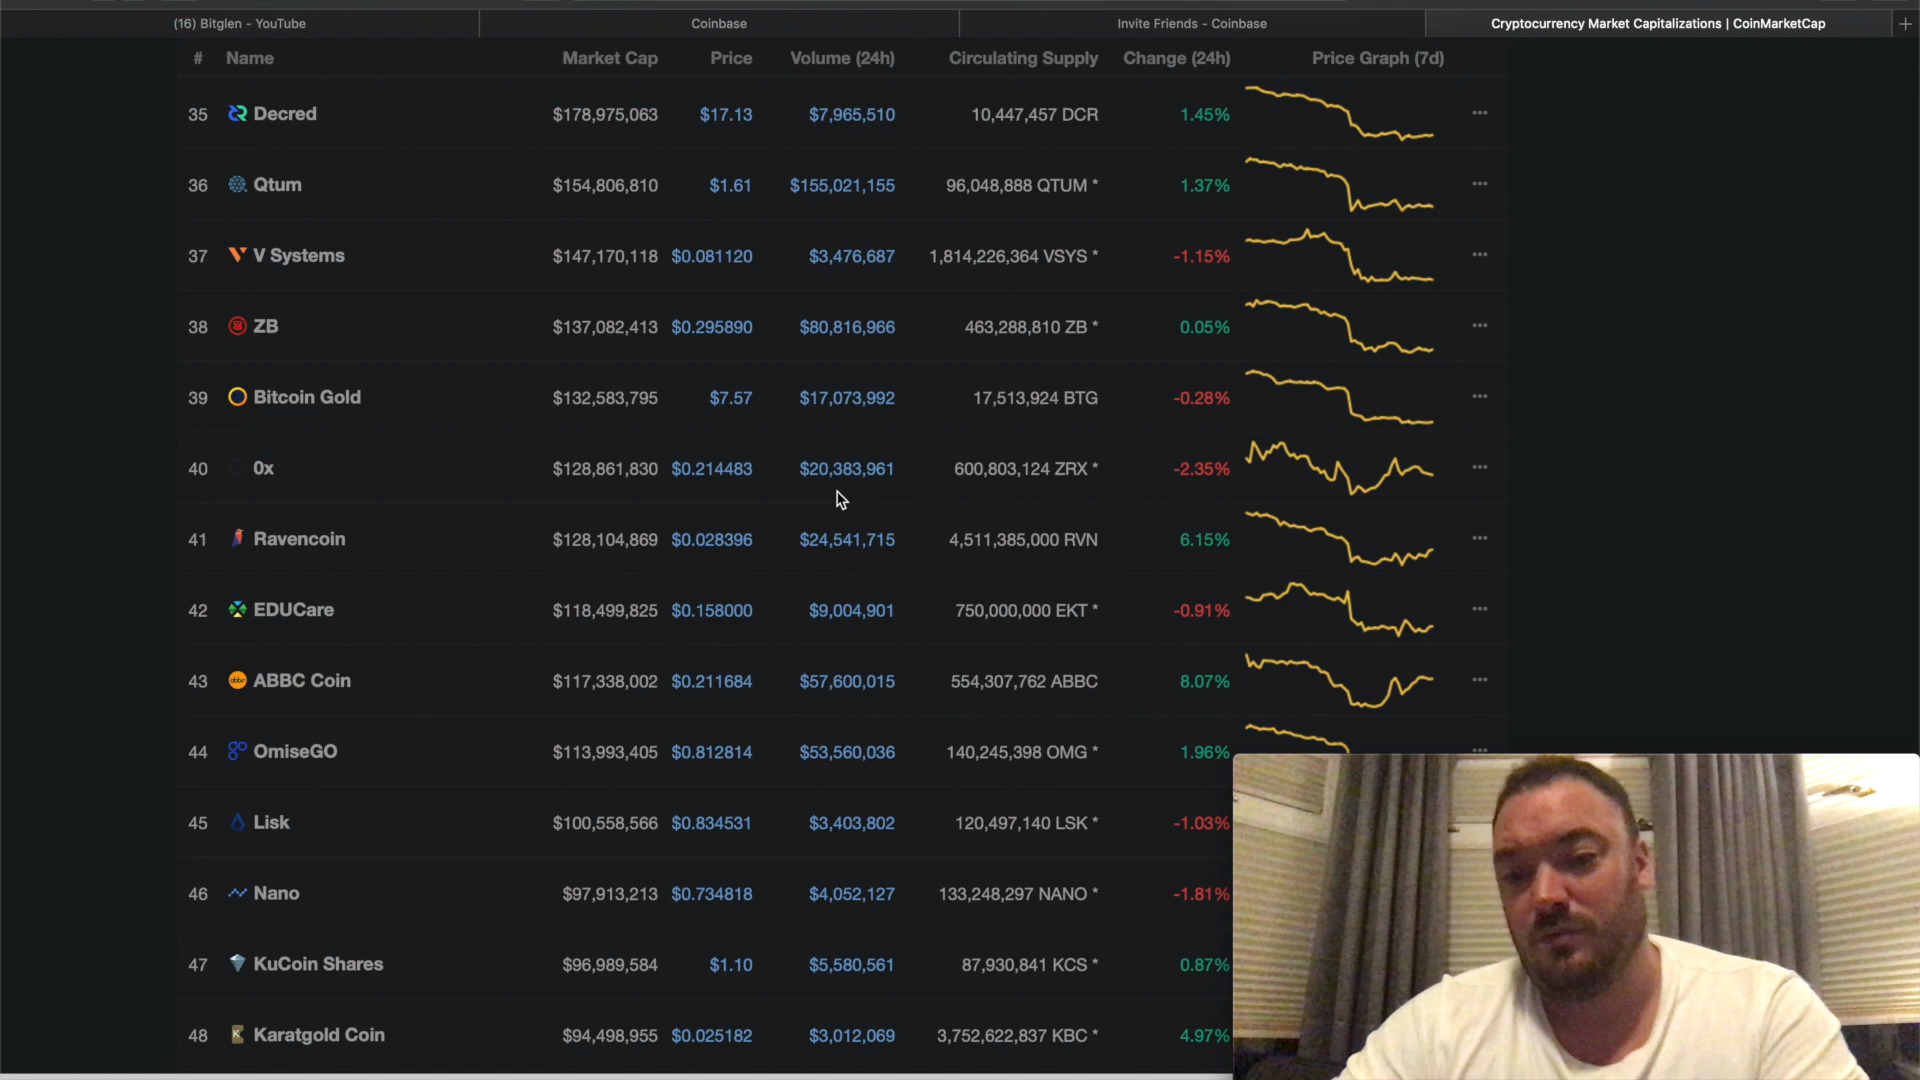 (16) Bitglen - YouTube Coinbase Invite Friends - Coinbase Cryptocurrency Market Capitalizations | CoinMarketCap +
# Name Market Cap Price Volume (24h) Circulating Supply Change (24h) Price Graph (7d)
35 Decred $178,975,063 $17.13 $7,965,510 10,447,457 DCR 1.45%
36 Qtum $154,806,810 $1.61 $155,021,155 96,048,888 QTUM * 1.37%
37 V Systems $147,170,118 $0.081120 $3,476,687 1,814,226,364 VSYS * -1.15%
38 ZB $137,082,413 $0.295890 $80,816,966 463,288,810 ZB * 0.05%
39 Bitcoin Gold $132,583,795 $7.57 $17,073,992 17,513,924 BTG -0.28%
40 0x $128,861,830 $0.214483 $20,383,961 600,803,124 ZRX * -2.35%
41 Ravencoin $128,104,869 $0.028396 $24,541,715 4,511,385,000 RVN 6.15%
42 EDUCare $118,499,825 $0.158000 $9,004,901 750,000,000 EKT * -0.91%
43 abbc ABBC Coin $117,338,002 $0.211684 $57,600,015 554,307,762 ABBC 8.07%
44 OmiseGO $113,993,405 $0.812814 $53,560,036 140,245,398 OMG * 1.96%
45 Lisk $100,558,566 $0.834531 $3,403,802 120,497,140 LSK * -1.03%
46 Nano $97,913,213 $0.734818 $4,052,127 133,248,297 NANO * -1.81%
47 KuCoin Shares $96,989,584 $1.10 $5,580,561 87,930,841 KCS * 0.87%
48 K Karatgold Coin $94,498,955 $0.025182 $3,012,069 3,752,622,837 KBC * 4.97%